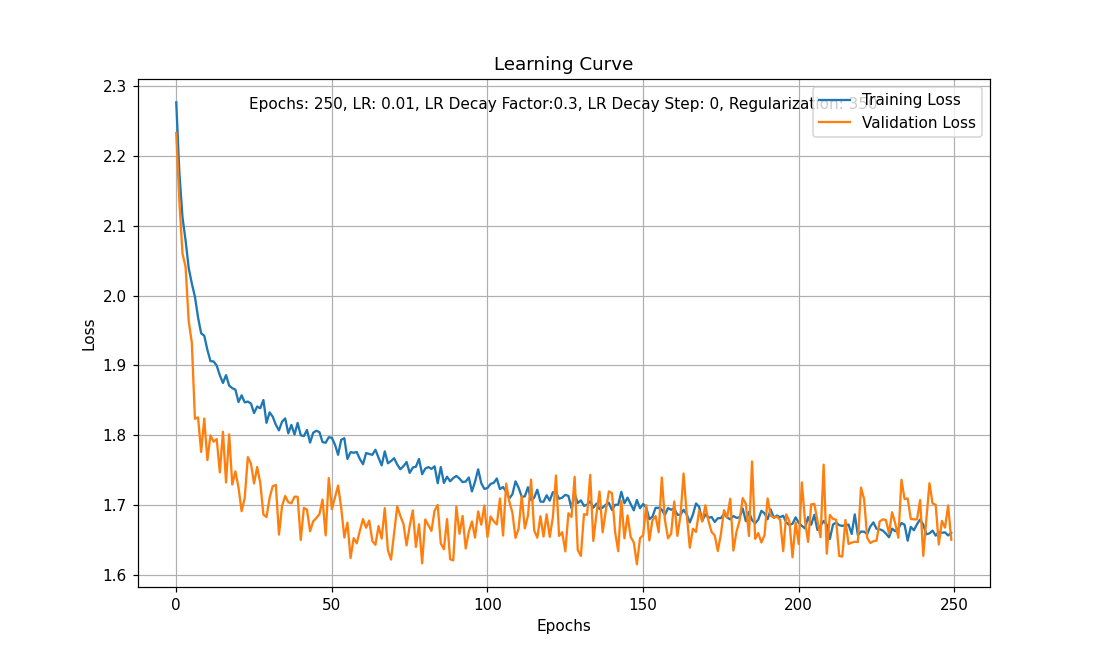 Learning Curve
2.3
Epochs: 250, LR: 0.01, LR Decay Factor:0.3, LR Decay Step: 0, Regularization: 350
Training Loss
Validation Loss
2.2
2.1
2.0
1.9
1.8
1.7
1.6
Loss
0 50 100 150 200 250
Epochs